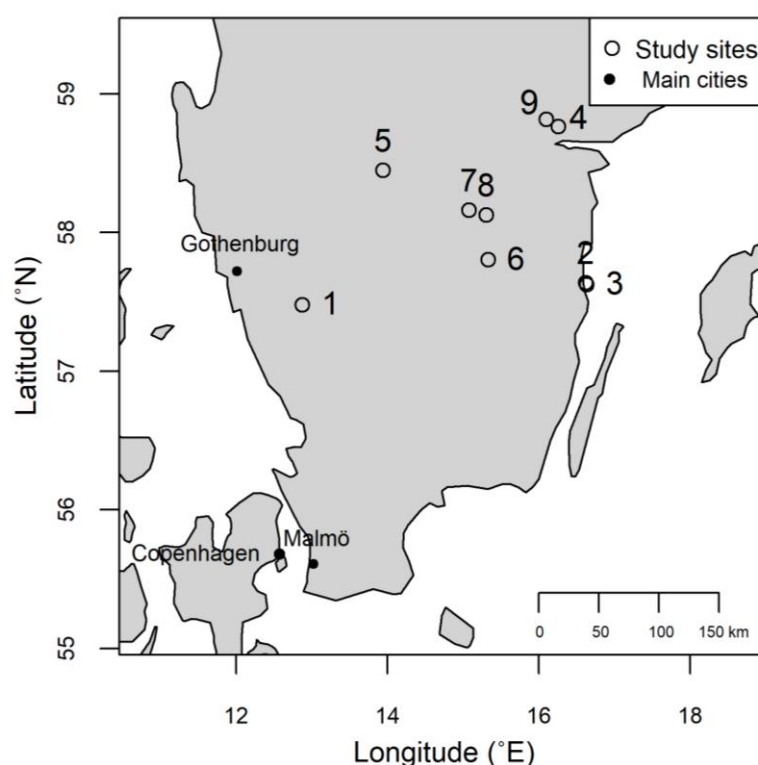 Study sites
Main cities
59
58
57
56
55
Latitude (°N)
9
4
5
7
8
6
2
3
Gothenburg
1
Malmö
Copenhagen
0
50
100
150 km
12
14
16
18
Longitude (°E)